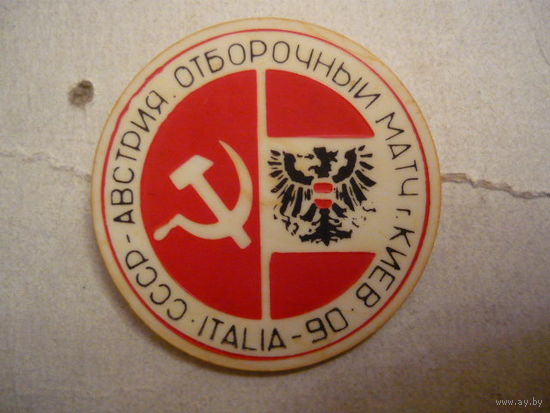 СССР - АВСТРИЯ. ОТБОРОЧНЫЙ МАТЧ г. КИЕВ.
· ITALIA - 90 ·
www.ay.by